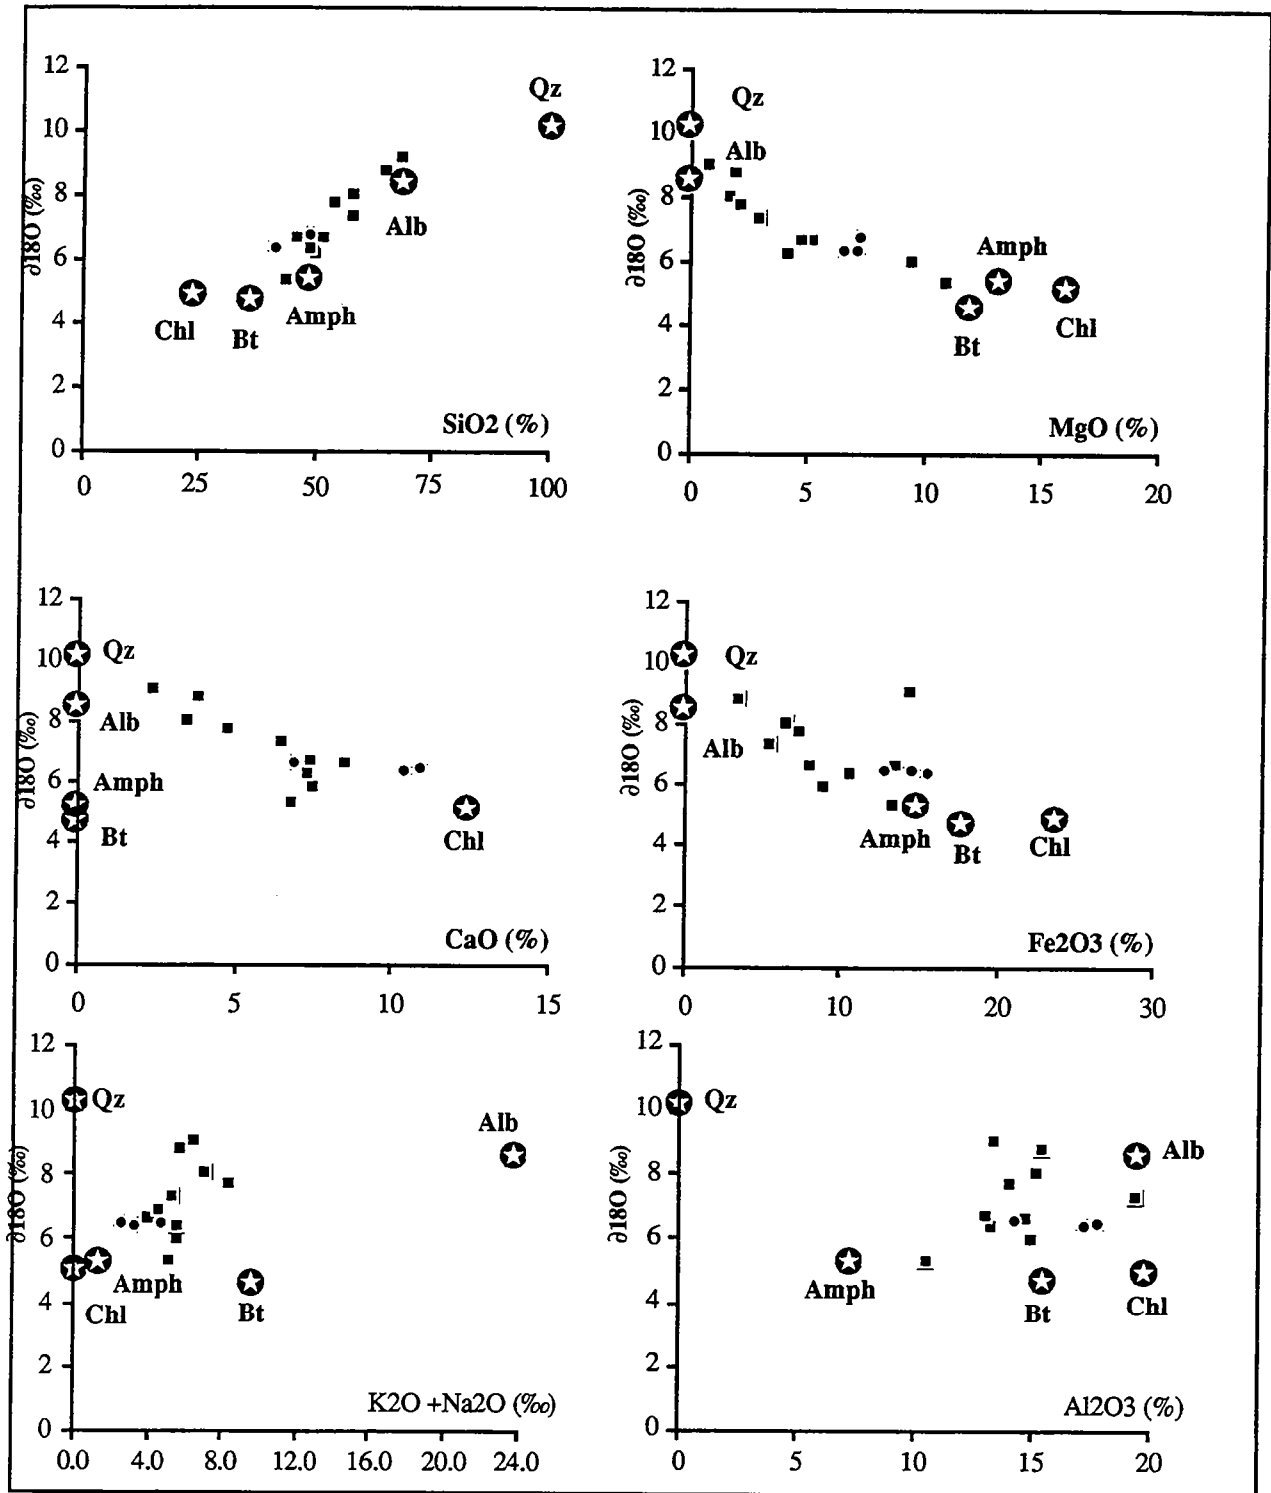 12
10
8
6
4
2
0
∂18O (‰)
Qz
Alb
Amph
Bt
Chl
SiO2 (%)
0 25 50 75 100
12
10
8
6
4
2
0
∂18O (‰)
Qz
Alb
Amph
Bt
Chl
MgO (%)
0 5 10 15 20
12
10
8
6
4
2
0
∂18O (‰)
Qz
Alb
Amph
Bt
Chl
CaO (%)
0 5 10 15
12
10
8
6
4
2
0
∂18O (‰)
Qz
Alb
Amph
Bt
Chl
Fe2O3 (%)
0 10 20 30
12
10
8
6
4
2
0
∂18O (‰)
Qz
Alb
Amph
Chl
Bt
K2O +Na2O (‰)
0.0 4.0 8.0 12.0 16.0 20.0 24.0
12
10
8
6
4
2
0
∂18O (‰)
Qz
Alb
Amph
Bt
Chl
Al2O3 (%)
0 5 10 15 20